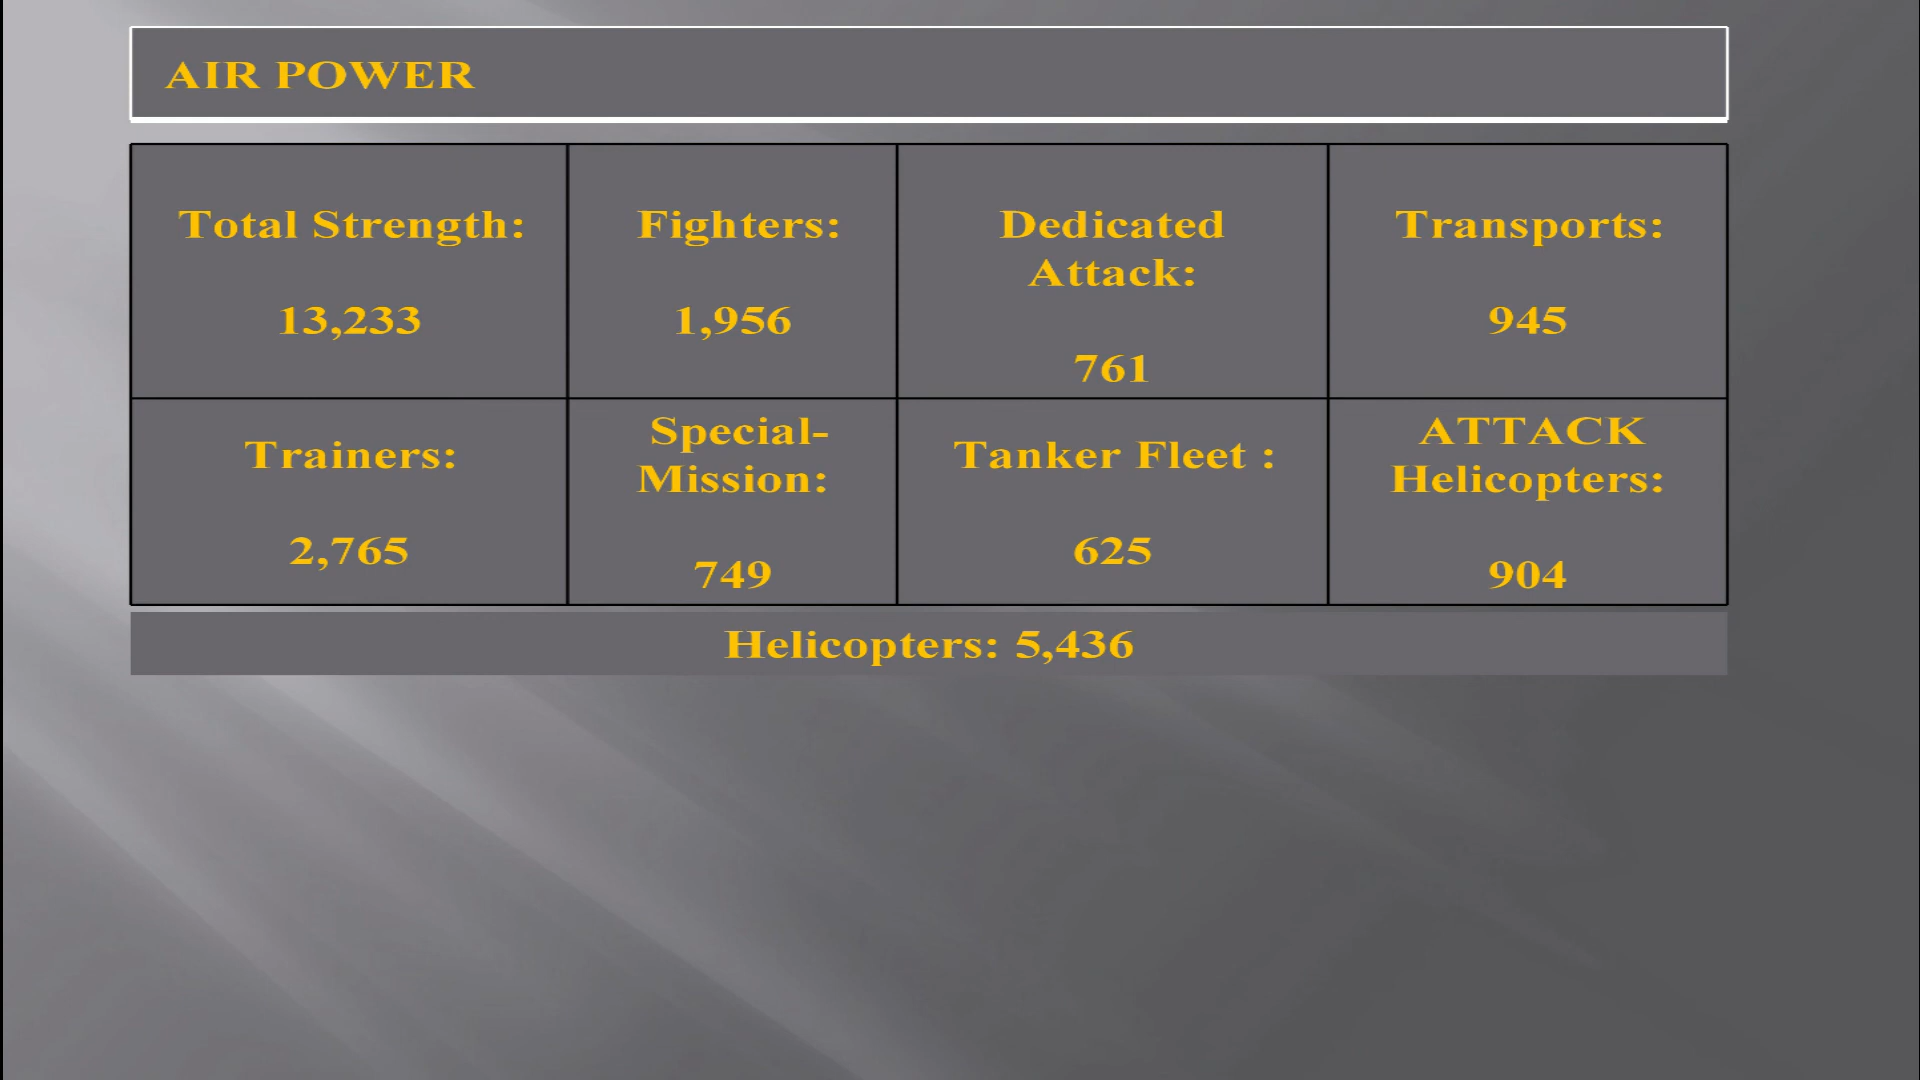 AIR POWER
Total Strength:
13,233
Fighters:
1,956
Dedicated
Attack:
761
Transports:
945
Trainers:
2,765
Special-
Mission:
749
Tanker Fleet :
625
ATTACK
Helicopters:
904
Helicopters: 5,436